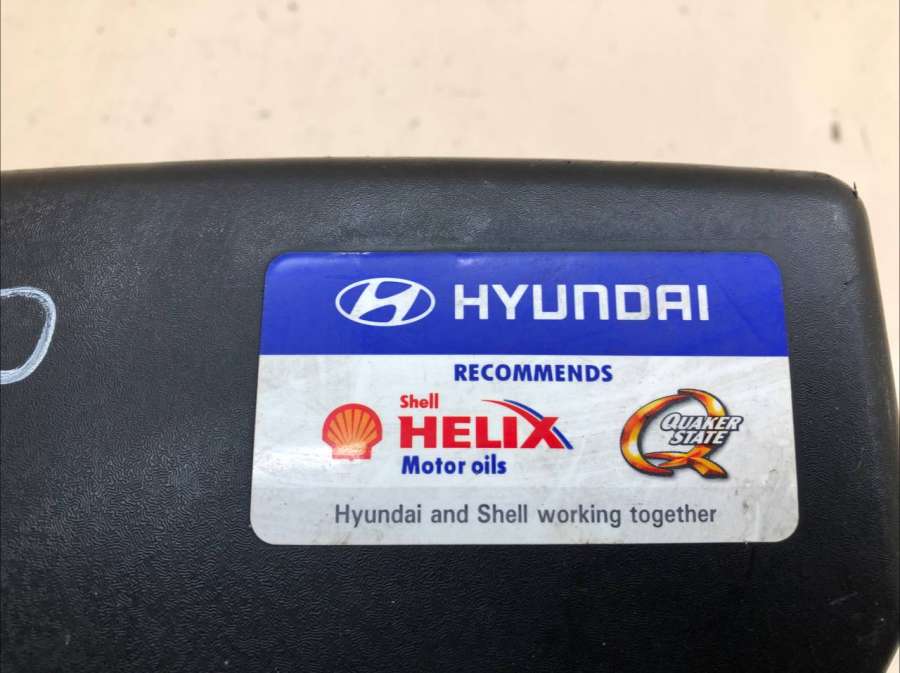 HYUNDAI
RECOMMENDS
Shell
HELIX
Motor oils
QUAKER
STATE
Hyundai and Shell working together